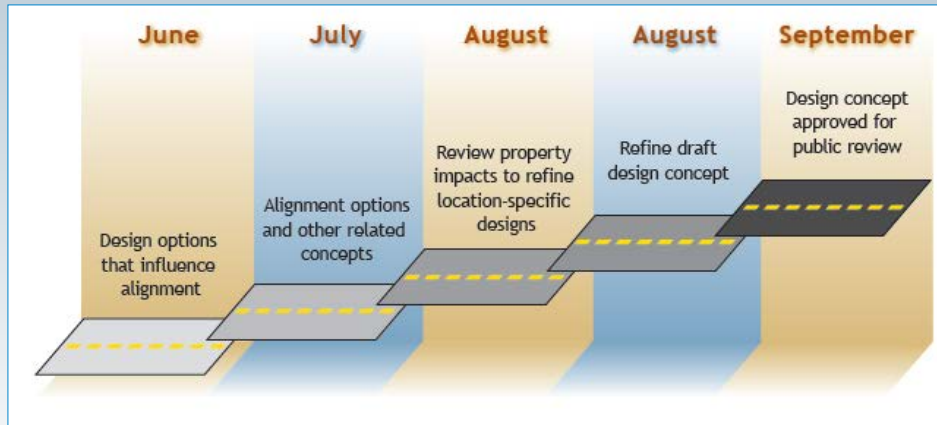 June
July
August
August
September
Design options
that influence
alignment
Alignment options
and other related
concepts
Review property
impacts to refine
location-specific
designs
Refine draft
design concept
Design concept
approved for
public review